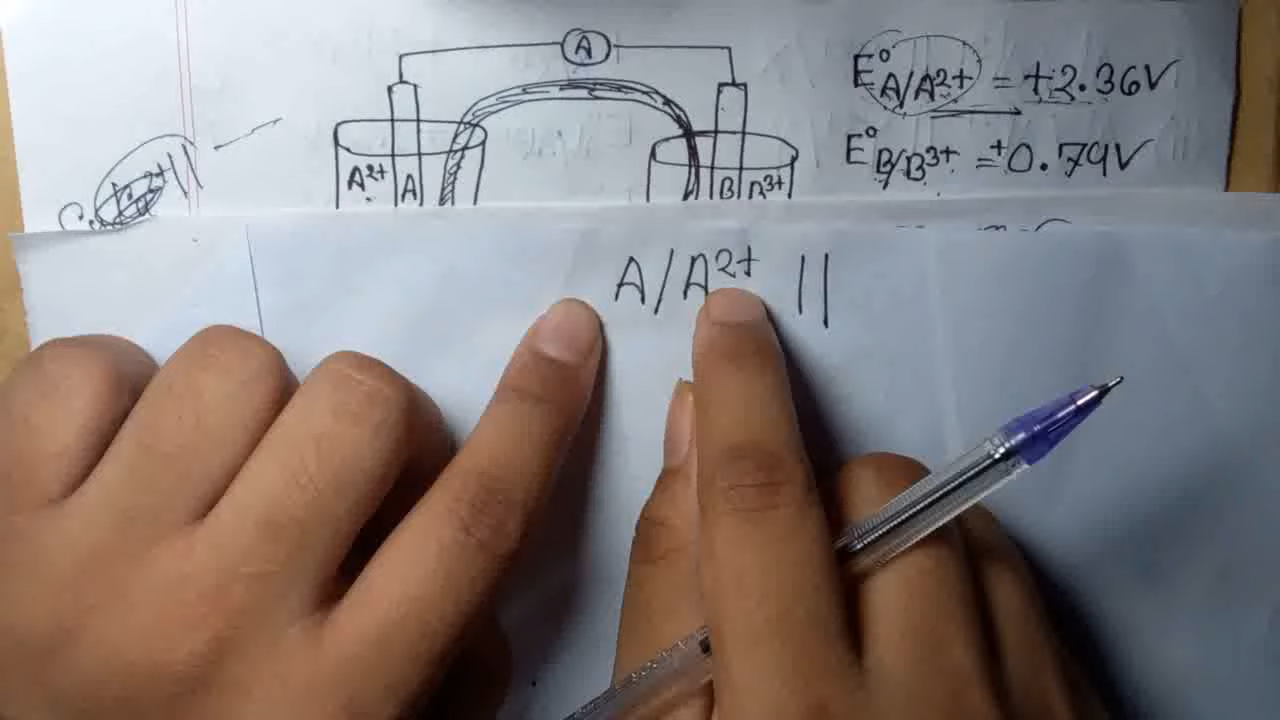 A
E°A/A²⁺ = +2.36V
E°B/B³⁺ = +0.79V
A²⁺ A
B B³⁺
A/A²⁺ ||